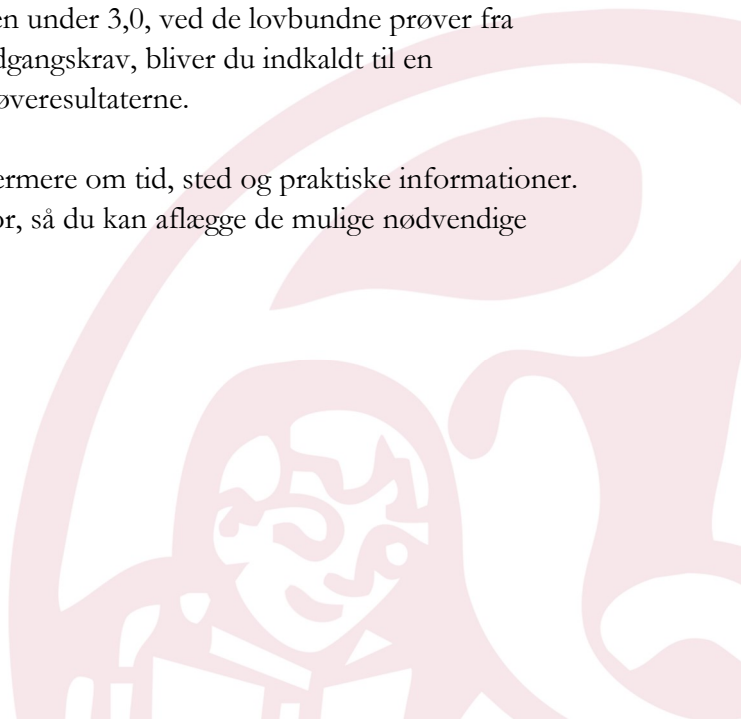 en under 3,0, ved de lovbundne prøver fra
dgangskrav, bliver du indkaldt til en
øveresultaterne.
ermere om tid, sted og praktiske informationer.
or, så du kan aflægge de mulige nødvendige